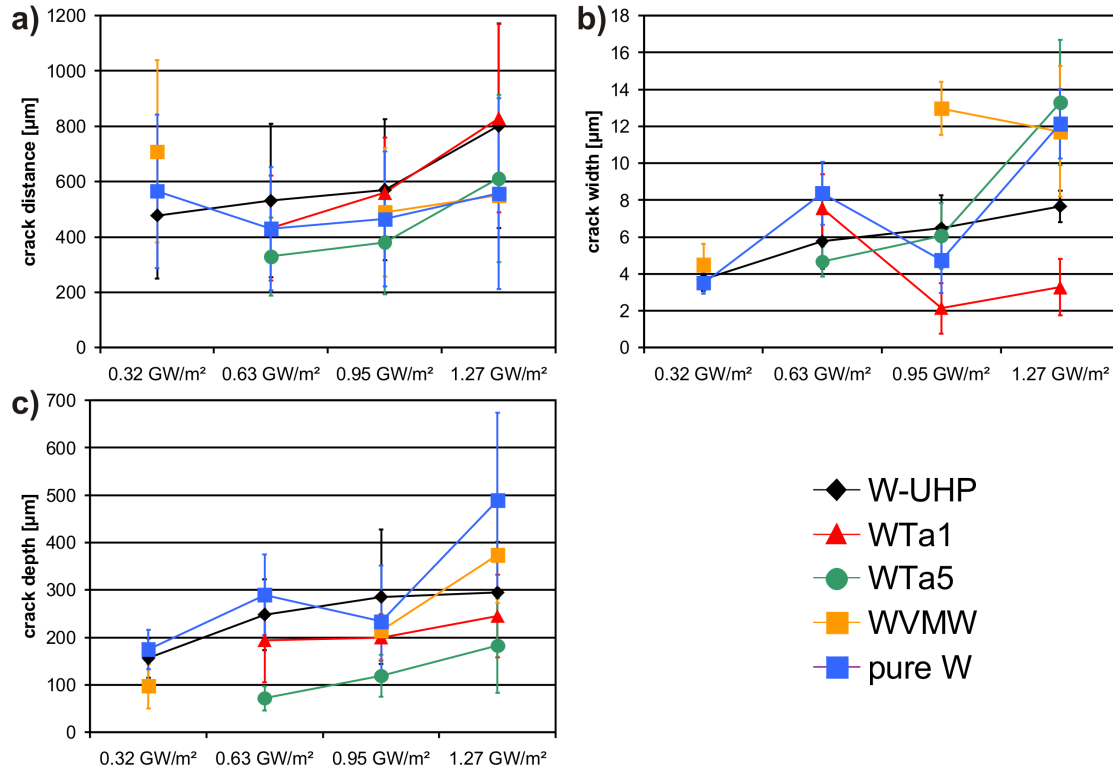 a)
1200
1000
800
600
400
200
0
crack distance [µm]
0.32 GW/m² 0.63 GW/m² 0.95 GW/m² 1.27 GW/m²
b)
18
16
14
12
10
8
6
4
2
0
crack width [µm]
0.32 GW/m² 0.63 GW/m² 0.95 GW/m² 1.27 GW/m²
c)
700
600
500
400
300
200
100
0
crack depth [µm]
0.32 GW/m² 0.63 GW/m² 0.95 GW/m² 1.27 GW/m²
W-UHP
WTa1
WTa5
WVMW
pure W